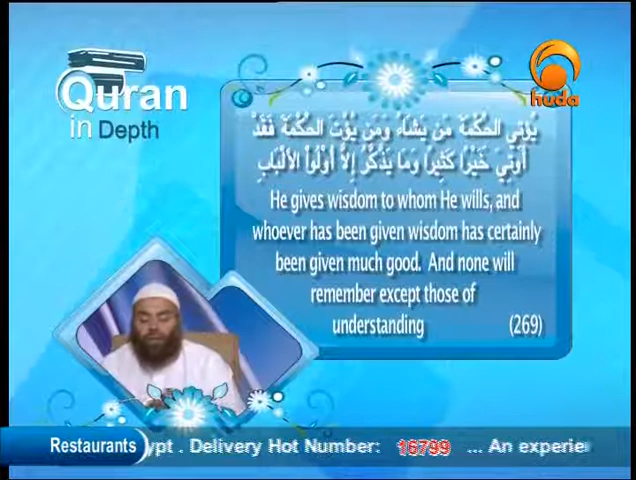 Quran
in Depth
huda
يُؤْتِي الْحِكْمَةَ مَن يَشَاءُ وَمَن يُؤْتَ الْحِكْمَةَ فَقَدْ
أُوتِيَ خَيْرًا كَثِيرًا وَمَا يَذَّكَّرُ إِلَّا أُوْلُواْ الأَلْبَابِ
He gives wisdom to whom He wills, and
whoever has been given wisdom has certainly
been given much good. And none will
remember except those of
understanding (269)
Restaurants ypt . Delivery Hot Number: 16799 ... An experie